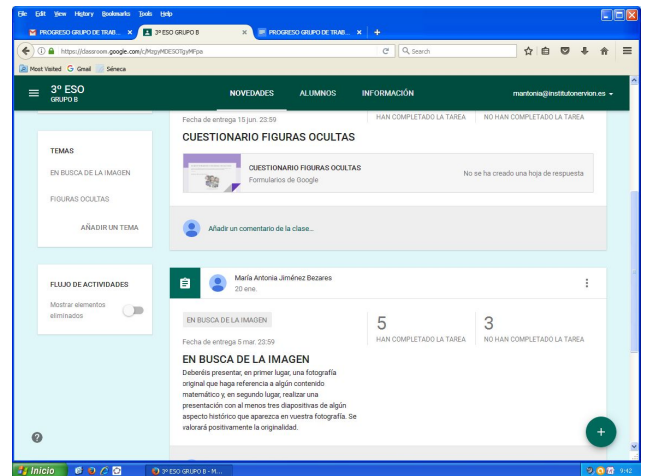 File Edit View History Bookmarks Tools Help
PROGRESO GRUPO DE TRAB... × 3º ESO GRUPO B × PROGRESO GRUPO DE TRAB... × +
https://classroom.google.com/c/MzgyMDE5OTgyMFpa Search
Most Visited Gmail Séneca
3º ESO
GRUPO B
NOVEDADES ALUMNOS INFORMACIÓN mantonia@institutonervion.es
Fecha de entrega 15 jun. 23:59
HAN COMPLETADO LA TAREA NO HAN COMPLETADO LA TAREA
CUESTIONARIO FIGURAS OCULTAS
TEMAS
EN BUSCA DE LA IMAGEN
FIGURAS OCULTAS
AÑADIR UN TEMA
CUESTIONARIO FIGURAS OCULTAS
Formularios de Google
No se ha creado una hoja de respuesta
Añadir un comentario de la clase...
FLUJO DE ACTIVIDADES
Mostrar elementos
eliminados
María Antonia Jiménez Bezares
20 ene.
EN BUSCA DE LA IMAGEN
Fecha de entrega 5 mar. 23:59
5
HAN COMPLETADO LA TAREA
3
NO HAN COMPLETADO LA TAREA
EN BUSCA DE LA IMAGEN
Deberéis presentar, en primer lugar, una fotografía
original que haga referencia a algún contenido
matemático y, en segundo lugar, realizar una
presentación con al menos tres diapositivas de algún
aspecto histórico que aparezca en vuestra fotografía. Se
valorará positivamente la originalidad.
Inicio 3º ESO GRUPO B - M... 9:42